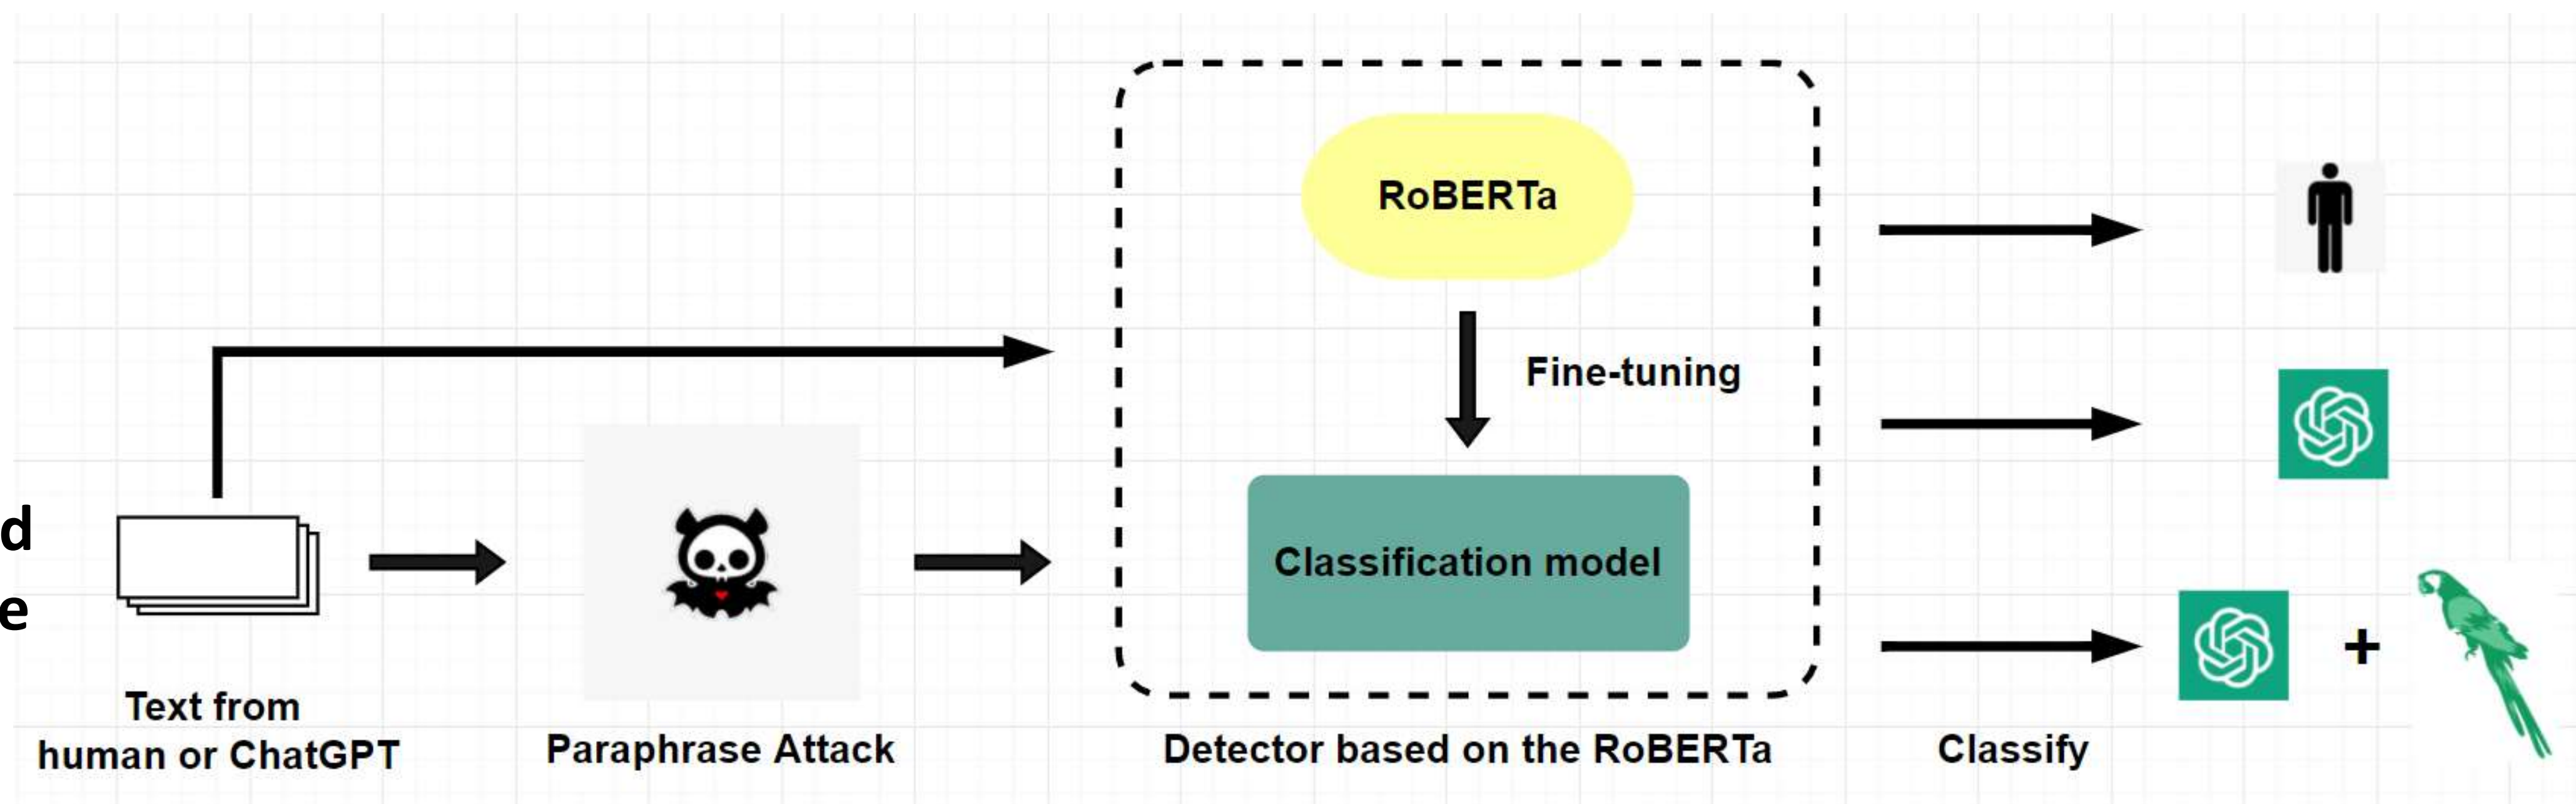 RoBERTa
Fine-tuning
Classification model
d
e
Text from
human or ChatGPT
Paraphrase Attack
Detector based on the RoBERTa
Classify
+